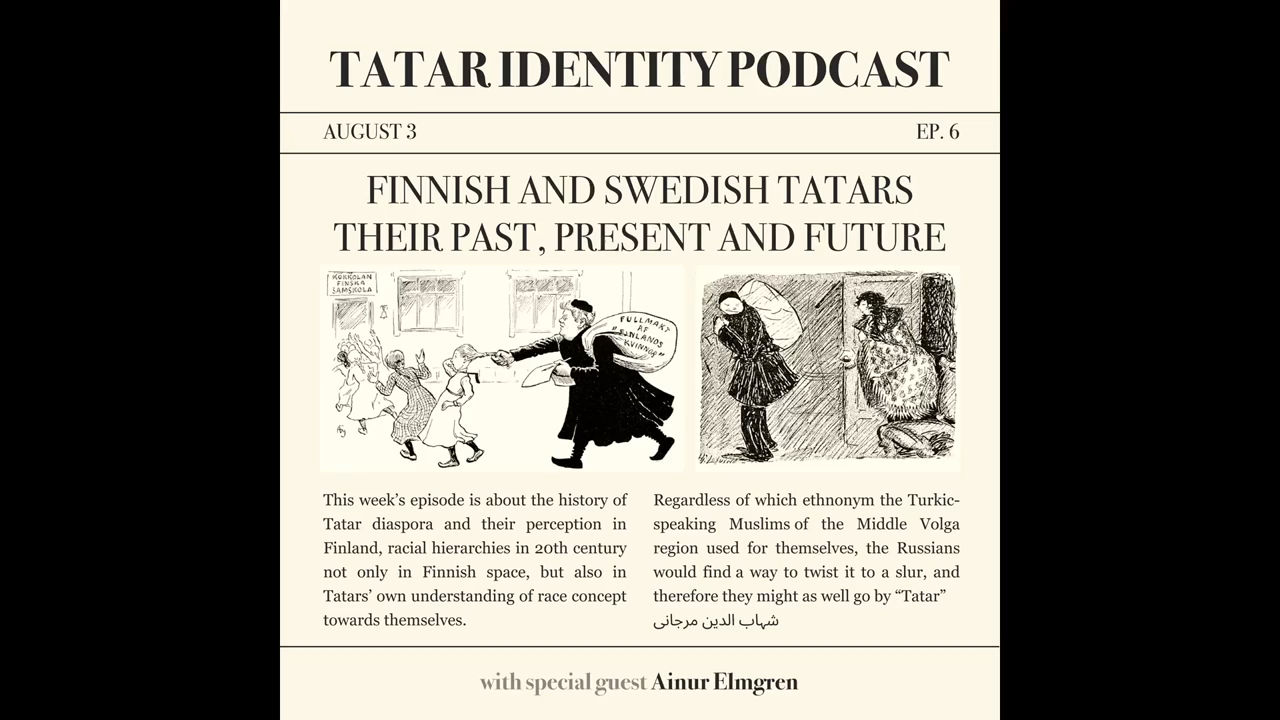 TATAR IDENTITY PODCAST
AUGUST 3
EP. 6
FINNISH AND SWEDISH TATARS
THEIR PAST, PRESENT AND FUTURE
KOKKOLAN
FINSKA
SAMSKOLA
FULLMAKT
AF
"FINLANDS
KVINNOR"
This week's episode is about the history of
Tatar diaspora and their perception in
Finland, racial hierarchies in 20th century
not only in Finnish space, but also in
Tatars' own understanding of race concept
towards themselves.
Regardless of which ethnonym the Turkic-
speaking Muslims of the Middle Volga
region used for themselves, the Russians
would find a way to twist it to a slur, and
therefore they might as well go by “Tatar”
شہاب الدین مرجانی
with special guest Ainur Elmgren